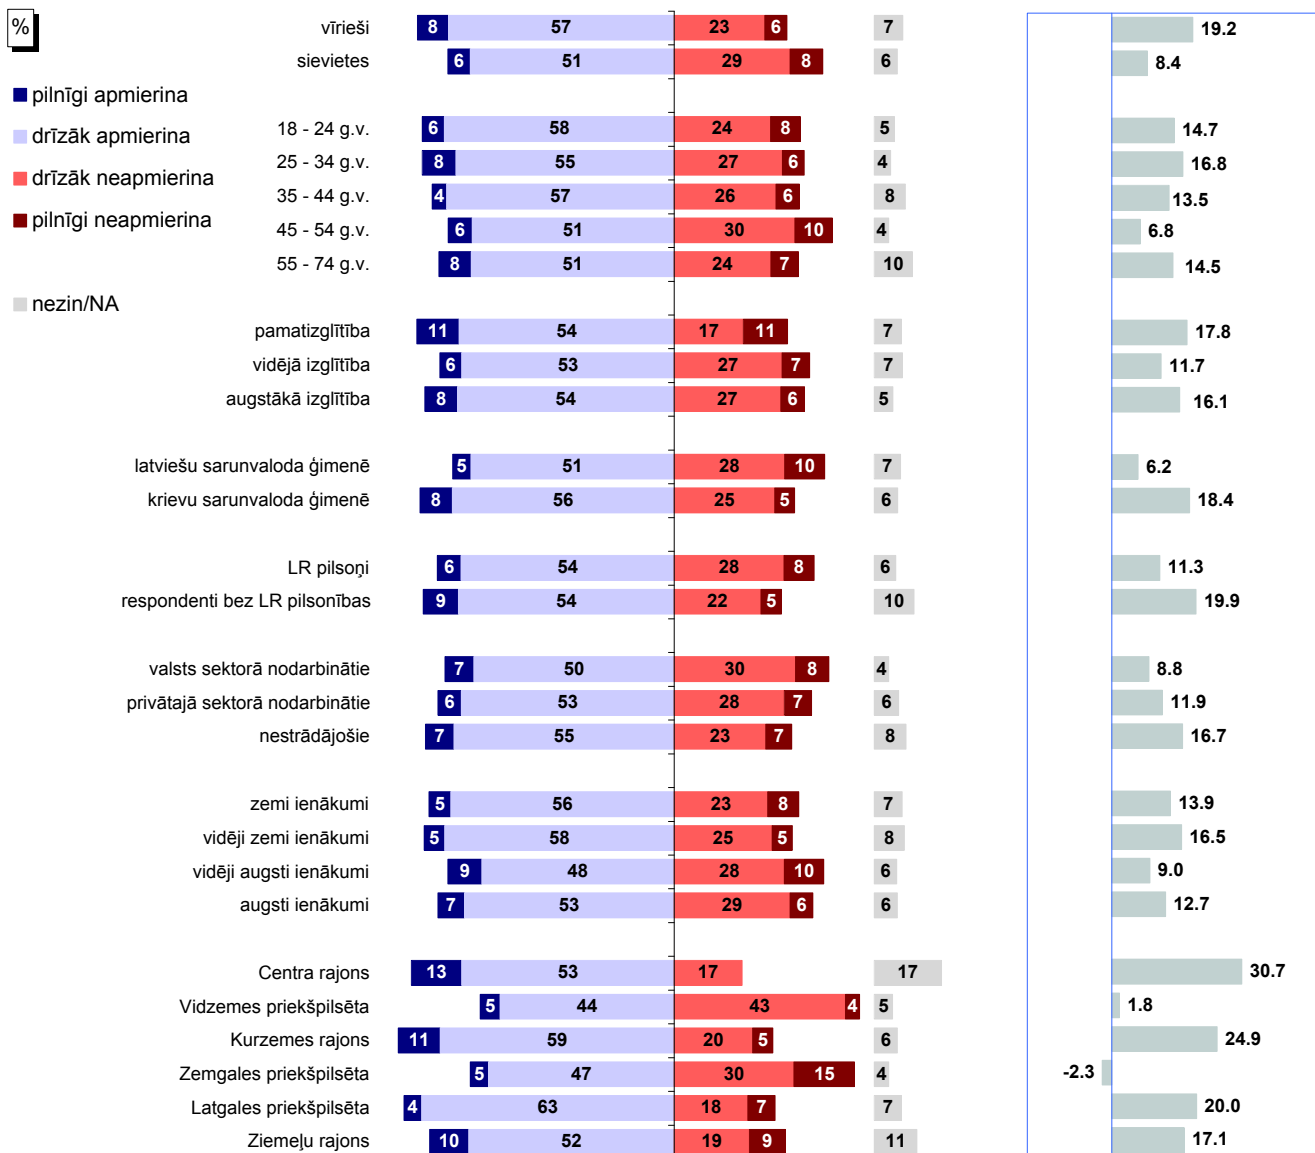 %
pilnīgi apmierina
drīzāk apmierina
drīzāk neapmierina
pilnīgi neapmierina
nezin/NA
vīrieši 8 57 23 6 7 19.2
sievietes 6 51 29 8 6 8.4
18 - 24 g.v. 6 58 24 8 5 14.7
25 - 34 g.v. 8 55 27 6 4 16.8
35 - 44 g.v. 4 57 26 6 8 13.5
45 - 54 g.v. 6 51 30 10 4 6.8
55 - 74 g.v. 8 51 24 7 10 14.5
pamatizglītība 11 54 17 11 7 17.8
vidējā izglītība 6 53 27 7 7 11.7
augstākā izglītība 8 54 27 6 5 16.1
latviešu sarunvaloda ģimenē 5 51 28 10 7 6.2
krievu sarunvaloda ģimenē 8 56 25 5 6 18.4
LR pilsoņi 6 54 28 8 6 11.3
respondenti bez LR pilsonības 9 54 22 5 10 19.9
valsts sektorā nodarbinātie 7 50 30 8 4 8.8
privātajā sektorā nodarbinātie 6 53 28 7 6 11.9
nestrādājošie 7 55 23 7 8 16.7
zemi ienākumi 5 56 23 8 7 13.9
vidēji zemi ienākumi 5 58 25 5 8 16.5
vidēji augsti ienākumi 9 48 28 10 6 9.0
augsti ienākumi 7 53 29 6 6 12.7
Centra rajons 13 53 17 17 30.7
Vidzemes priekšpilsēta 5 44 43 4 5 1.8
Kurzemes rajons 11 59 20 5 6 24.9
Zemgales priekšpilsēta 5 47 30 15 4 -2.3
Latgales priekšpilsēta 4 63 18 7 7 20.0
Ziemeļu rajons 10 52 19 9 11 17.1